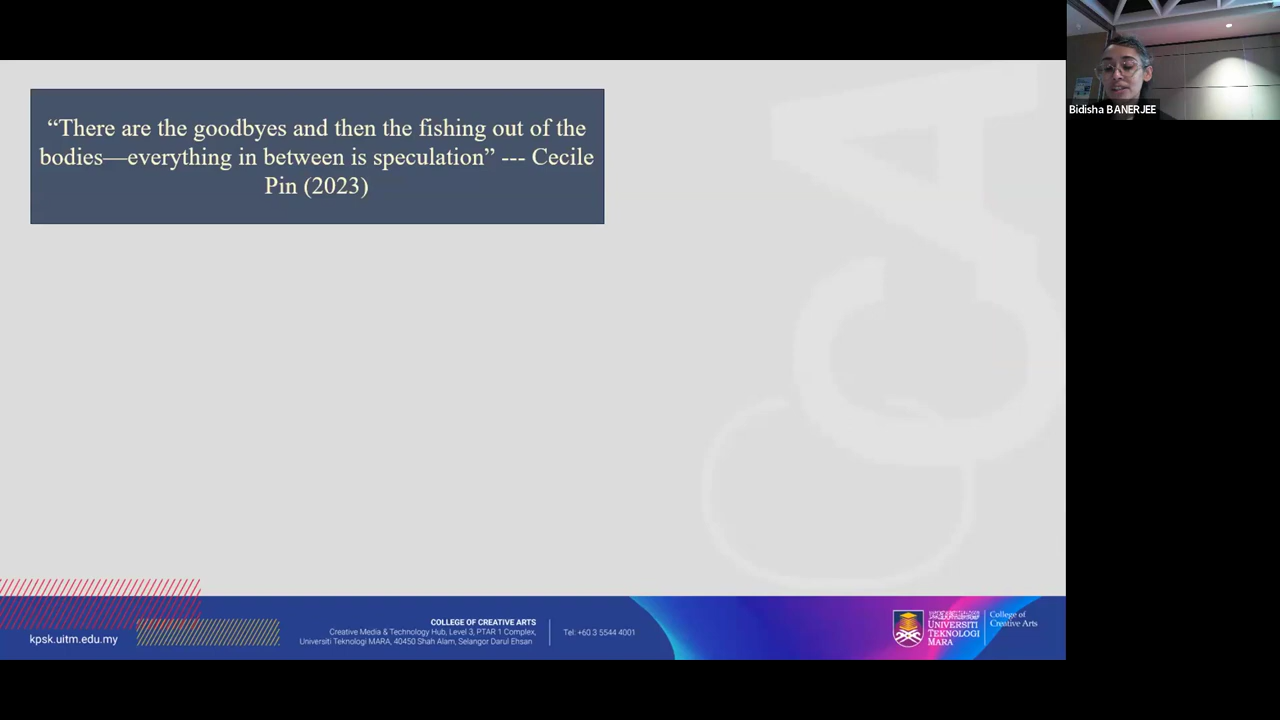 Bidisha BANERJEE
“There are the goodbyes and then the fishing out of the
bodies—everything in between is speculation” --- Cecile
Pin (2023)
CA
kpsk.uitm.edu.my
COLLEGE OF CREATIVE ARTS
Creative Media & Technology Hub, Level 3, PTAR 1 Complex,
Universiti Teknologi MARA, 40450 Shah Alam, Selangor Darul Ehsan
Tel: +60 3 5544 4001
UNIVERSITI
TEKNOLOGI
MARA
College of
Creative Arts